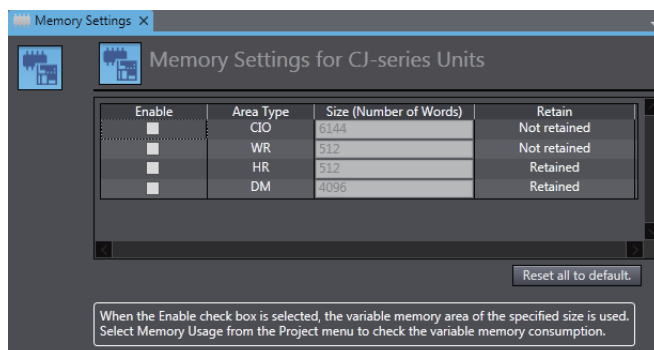 Memory Settings X
Memory Settings for CJ-series Units
Enable Area Type Size (Number of Words) Retain
CIO 6144 Not retained
WR 512 Not retained
HR 512 Retained
DM 4096 Retained
Reset all to default.
When the Enable check box is selected, the variable memory area of the specified size is used.
Select Memory Usage from the Project menu to check the variable memory consumption.